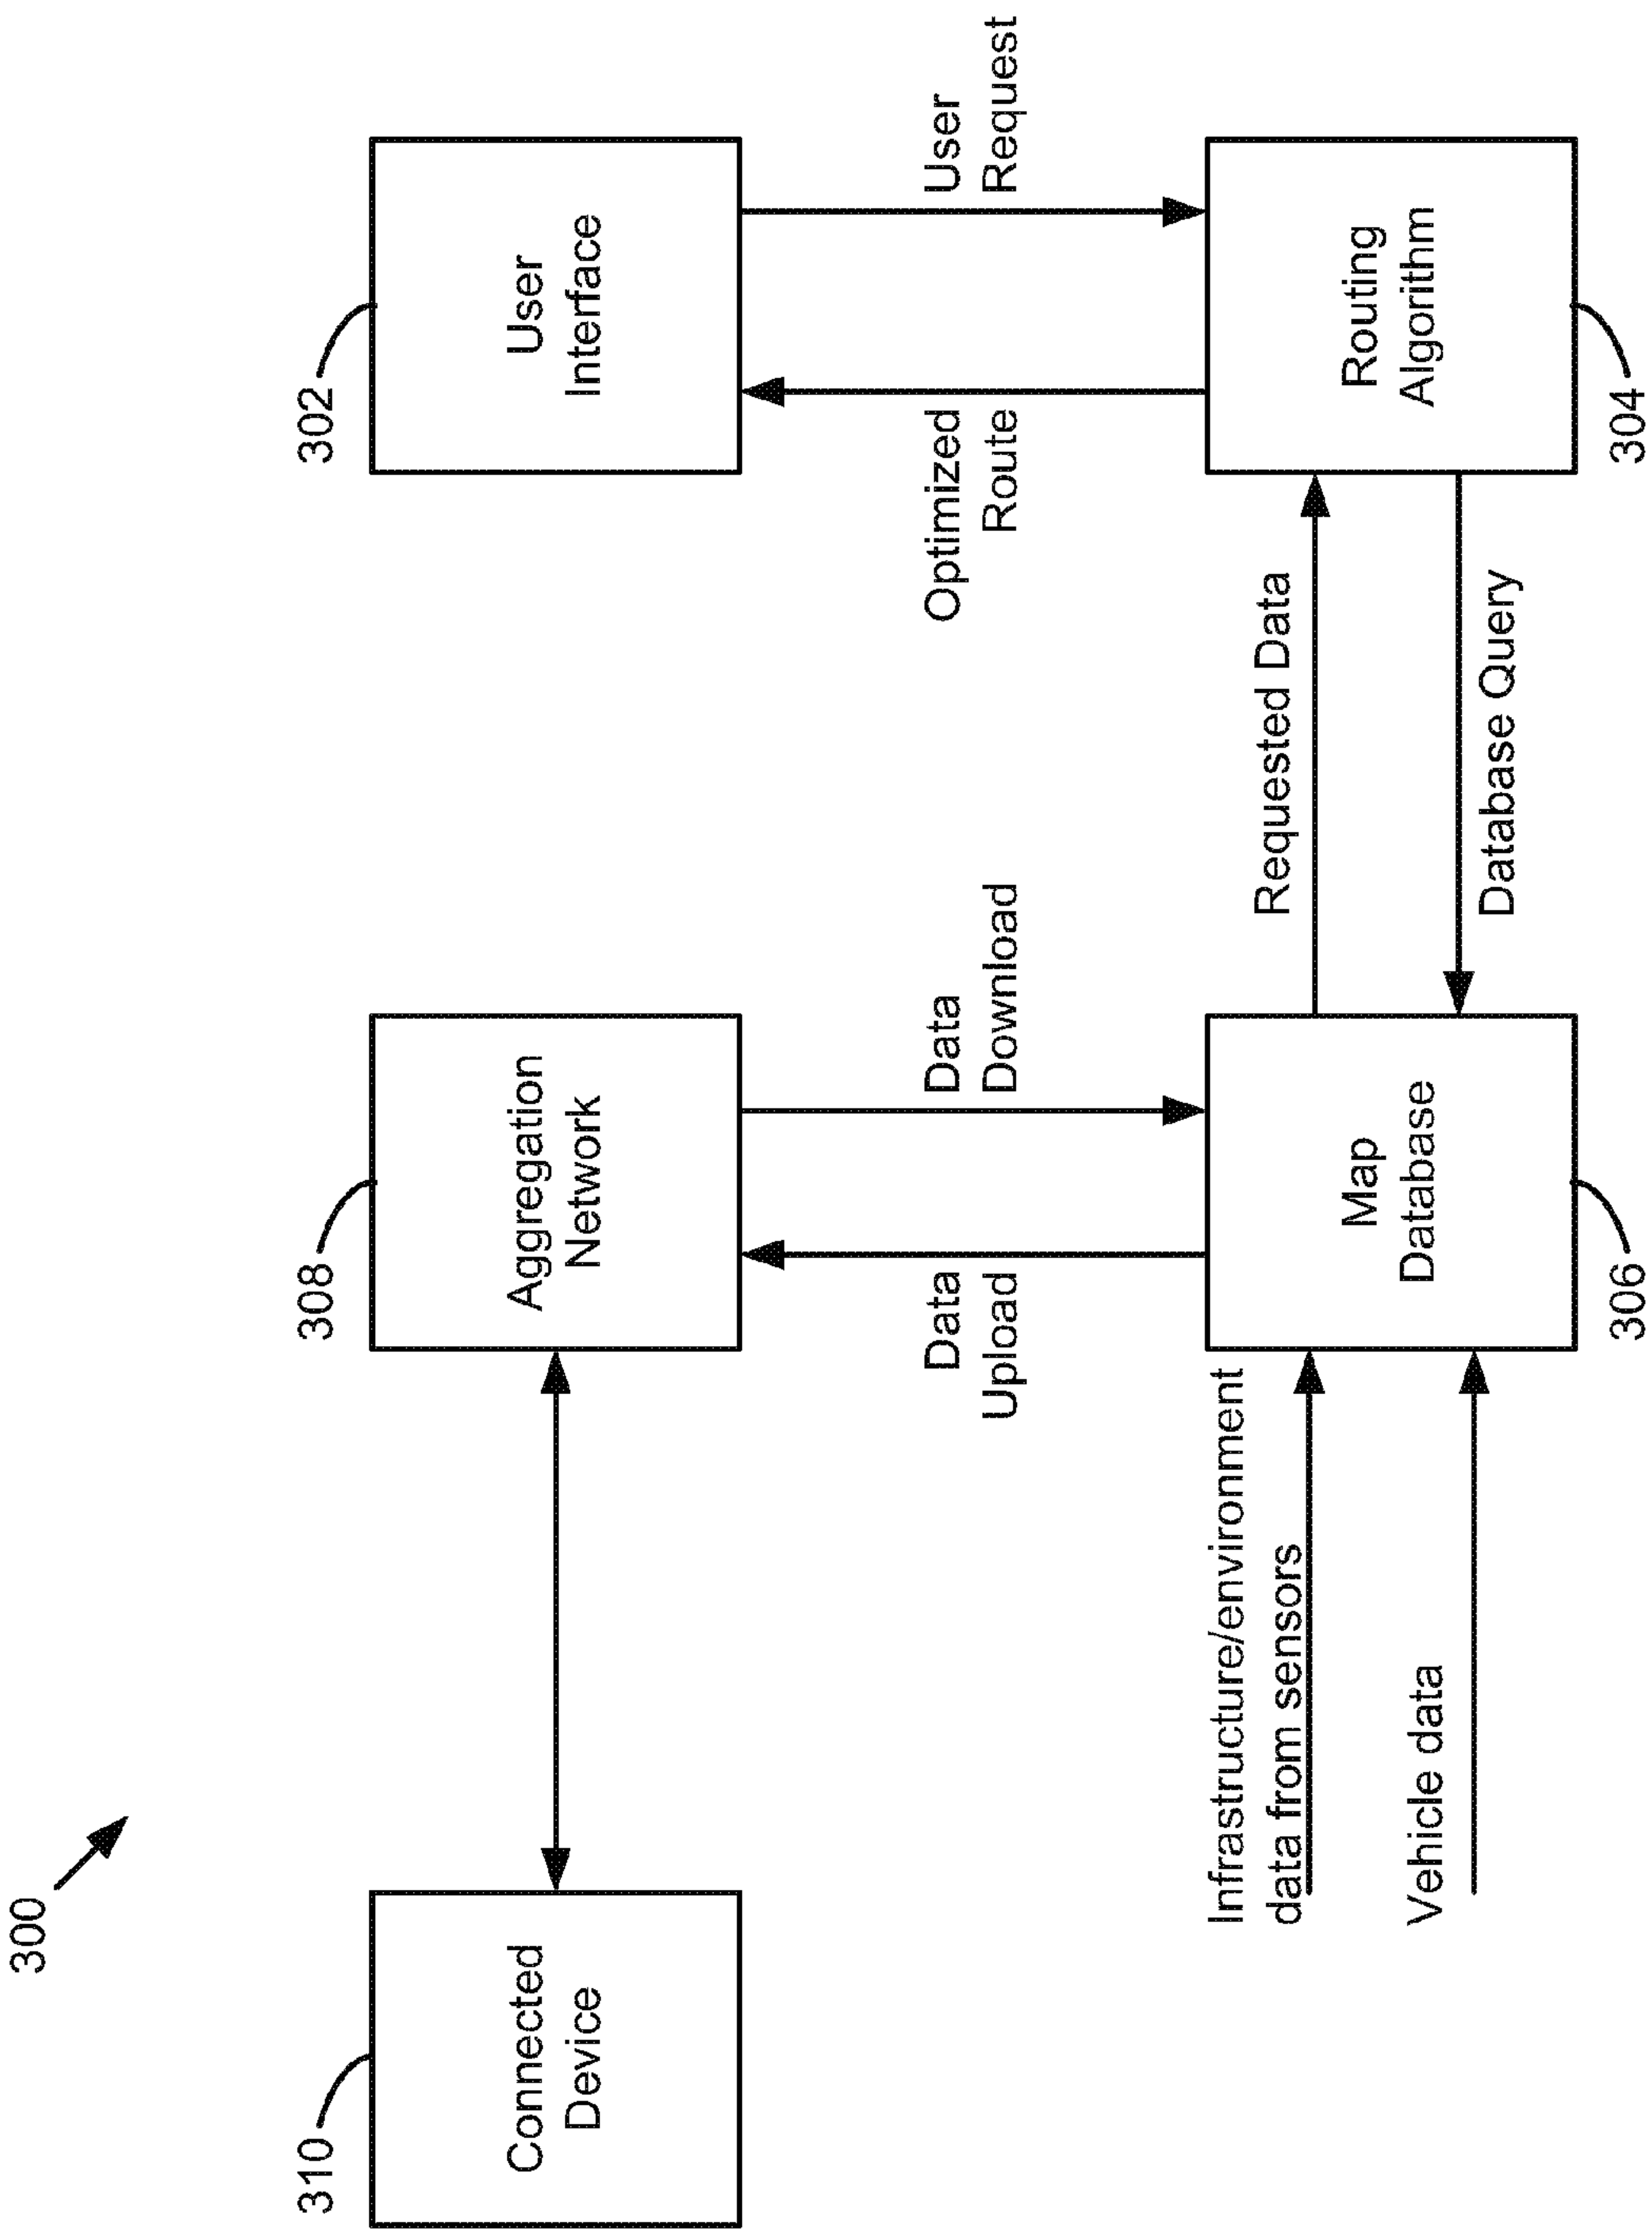 300
310
308
302
Connected
Device
Aggregation
Network
User
Interface
Data
Upload
Data
Download
Optimized
Route
User
Request
Infrastructure/environment
data from sensors
Vehicle data
Map
Database
Requested Data
Database Query
Routing
Algorithm
306
304